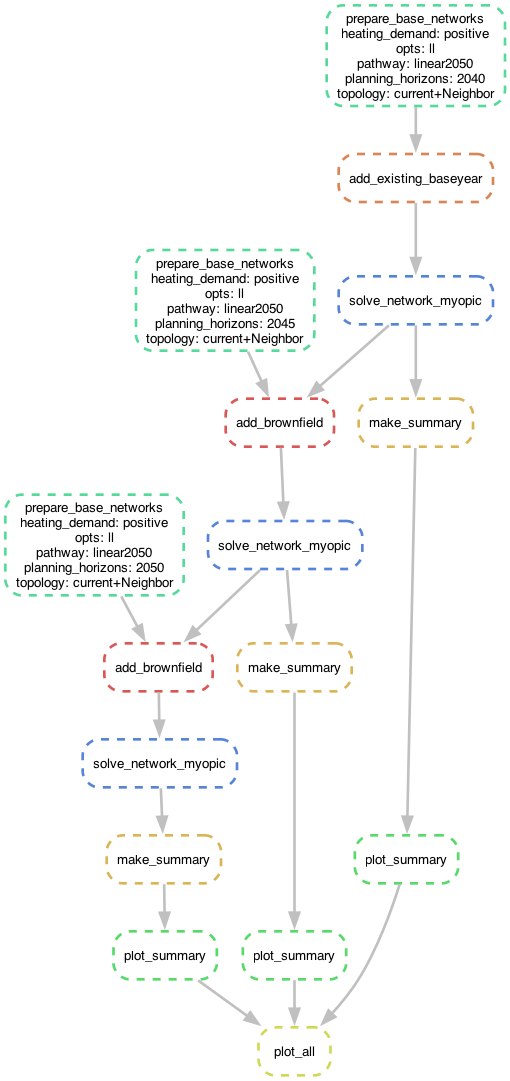 prepare_base_networks
heating_demand: positive
opts: ll
pathway: linear2050
planning_horizons: 2040
topology: current+Neighbor
add_existing_baseyear
prepare_base_networks
heating_demand: positive
opts: ll
pathway: linear2050
planning_horizons: 2045
topology: current+Neighbor
solve_network_myopic
add_brownfield
make_summary
prepare_base_networks
heating_demand: positive
opts: ll
pathway: linear2050
planning_horizons: 2050
topology: current+Neighbor
solve_network_myopic
add_brownfield
make_summary
solve_network_myopic
make_summary
plot_summary
plot_summary
plot_summary
plot_all